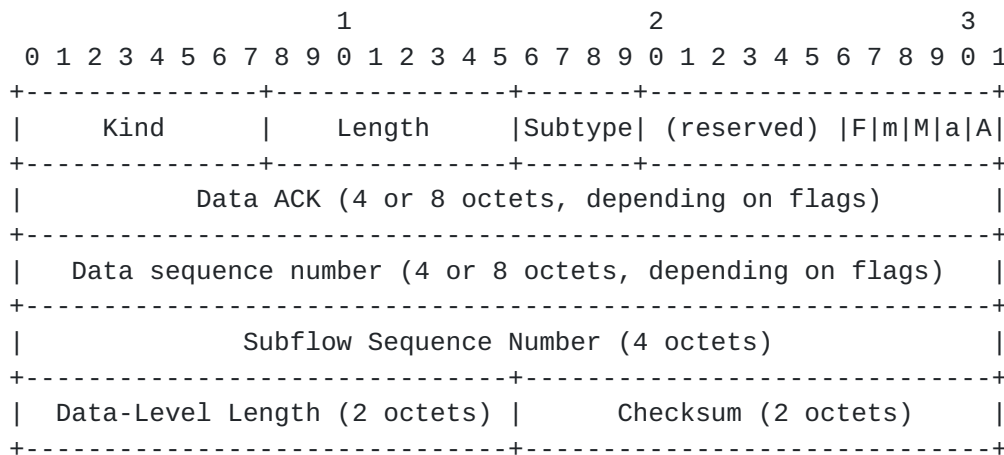 1                   2                   3
 0 1 2 3 4 5 6 7 8 9 0 1 2 3 4 5 6 7 8 9 0 1 2 3 4 5 6 7 8 9 0 1
+---------------+---------------+-------+----------------------+
|     Kind      |    Length     |Subtype| (reserved) |F|m|M|a|A|
+---------------+---------------+-------+----------------------+
|           Data ACK (4 or 8 octets, depending on flags)       |
+--------------------------------------------------------------+
|   Data sequence number (4 or 8 octets, depending on flags)   |
+--------------------------------------------------------------+
|              Subflow Sequence Number (4 octets)              |
+-------------------------------+------------------------------+
|  Data-Level Length (2 octets) |      Checksum (2 octets)     |
+-------------------------------+------------------------------+